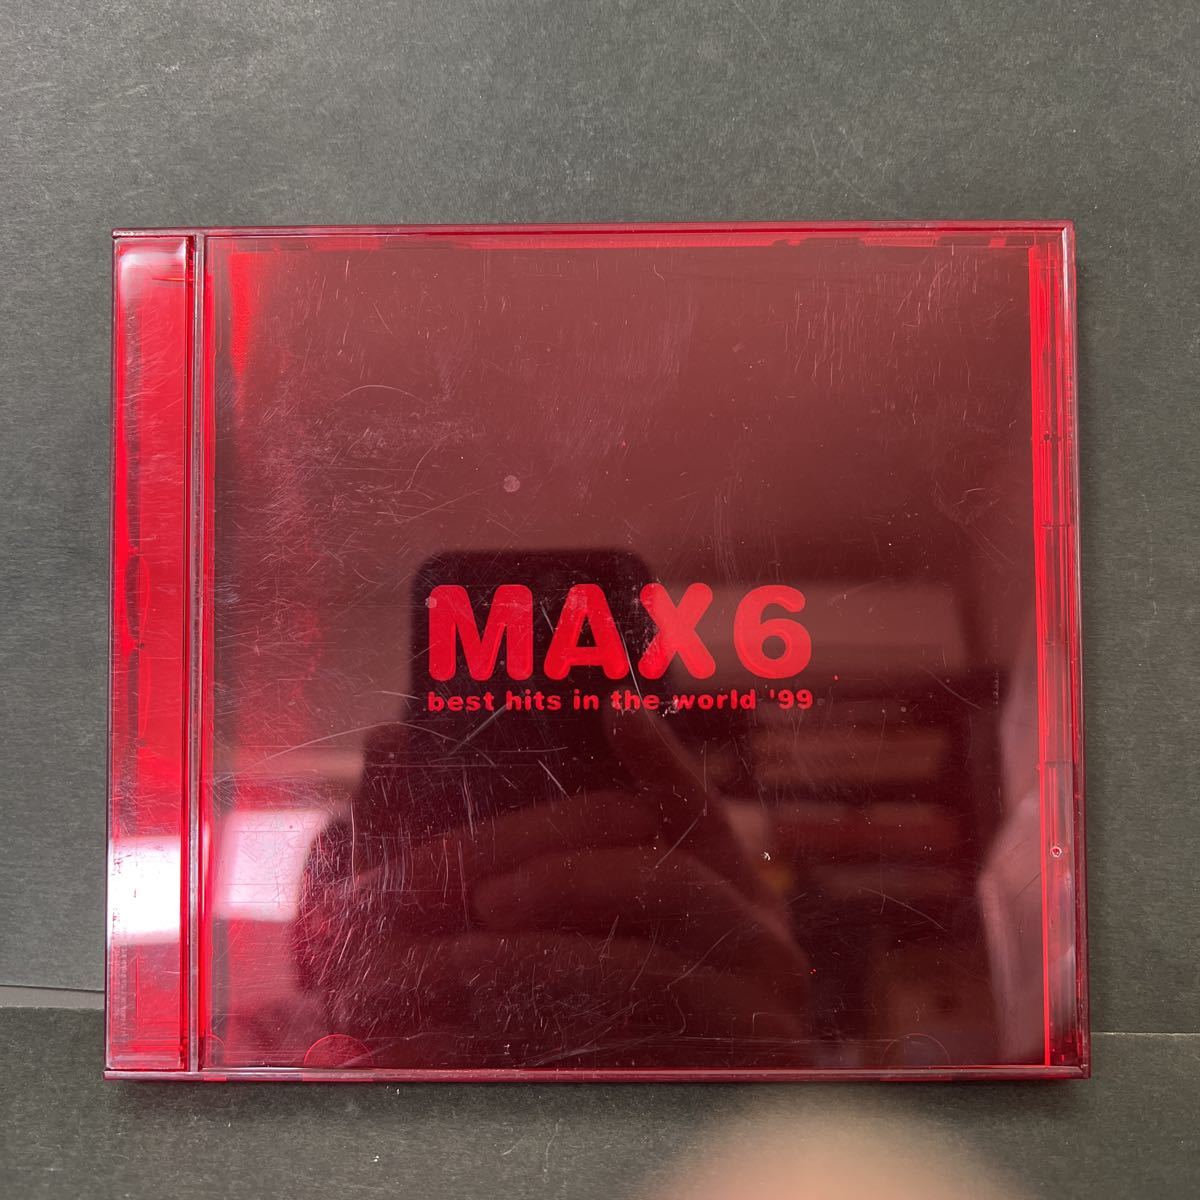 MAX6
best hits in the world '99